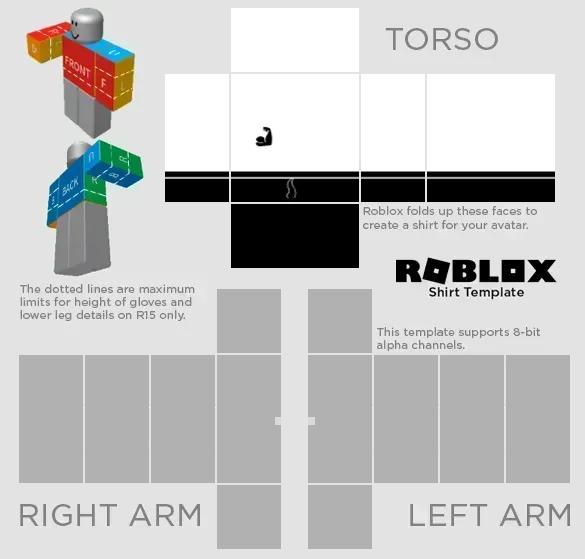 TORSO
FRONT
F
L
BACK
R
Roblox folds up these faces to
create a shirt for your avatar.
ROBLOX
Shirt Template
The dotted lines are maximum
limits for height of gloves and
lower leg details on R15 only.
This template supports 8-bit
alpha channels.
RIGHT ARM
LEFT ARM